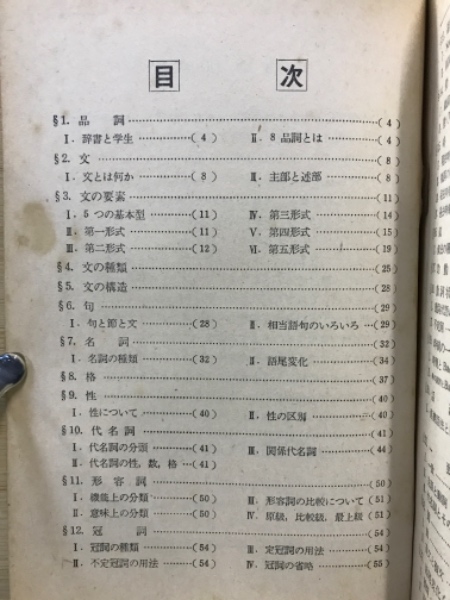 目次
§1. 品詞 ……(4)
Ⅰ. 辞書と学生 ……(4) Ⅱ. 8品詞とは ……(4)
§2. 文 ……(8)
Ⅰ. 文とは何か ……(8) Ⅱ. 主部と述部 ……(8)
§3. 文の要素 ……(11)
Ⅰ. 5つの基本型 ……(11) Ⅳ. 第三形式 ……(14)
Ⅱ. 第一形式 ……(11) Ⅴ. 第四形式 ……(15)
Ⅲ. 第二形式 ……(12) Ⅵ. 第五形式 ……(19)
§4. 文の種類 ……(25)
§5. 文の構造 ……(28)
§6. 句 ……(29)
Ⅰ. 句と節と文 ……(28) Ⅱ. 相当語句のいろいろ …(29)
§7. 名詞 ……(32)
Ⅰ. 名詞の種類 ……(32) Ⅱ. 語尾変化 ……(34)
§8. 格 ……(37)
§9. 性 ……(40)
Ⅰ. 性について ……(40) Ⅱ. 性の区別 ……(40)
§10. 代名詞 ……(41)
Ⅰ. 代名詞の分類 ……(41) Ⅲ. 関係代名詞 ……(44)
Ⅱ. 代名詞の性, 数, 格 …(41)
§11. 形容詞 ……(50)
Ⅰ. 機能上の分類 ……(50) Ⅲ. 形容詞の比較について(51)
Ⅱ. 意味上の分類 ……(50) Ⅳ. 原級, 比較級, 最上級(51)
§12. 冠詞 ……(54)
Ⅰ. 冠詞の種類 ……(54) Ⅲ. 定冠詞の用法 ……(54)
Ⅱ. 不定冠詞の用法 ……(54) Ⅳ. 冠詞の省略 ……(55)